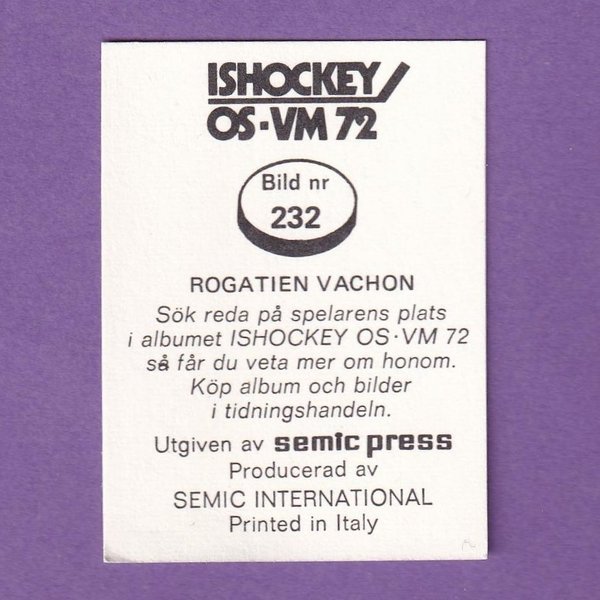 ISHOCKEY
OS·VM 72
Bild nr
232
ROGATIEN VACHON
Sök reda på spelarens plats
i albumet ISHOCKEY OS·VM 72
så får du veta mer om honom.
Köp album och bilder
i tidningshandeln.
Utgiven av semic press
Producerad av
SEMIC INTERNATIONAL
Printed in Italy